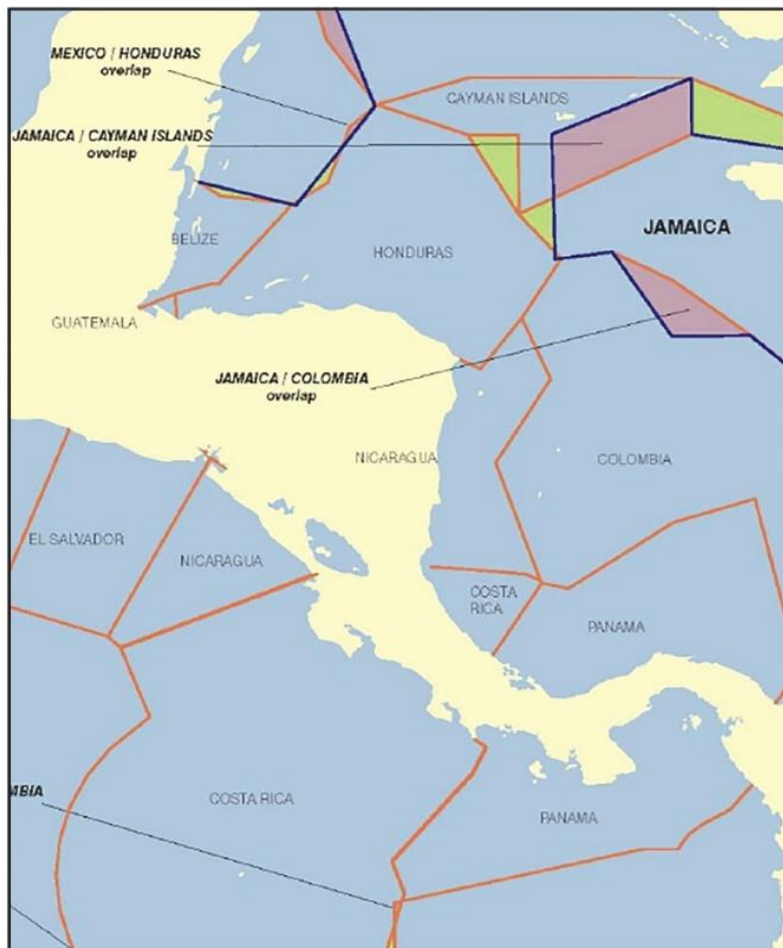 MEXICO / HONDURAS
overlap
CAYMAN ISLANDS
JAMAICA / CAYMAN ISLANDS
overlap
JAMAICA
BELIZE
HONDURAS
GUATEMALA
JAMAICA / COLOMBIA
overlap
NICARAGUA
COLOMBIA
EL SALVADOR
NICARAGUA
COSTA
RICA
PANAMA
MBIA
COSTA RICA
PANAMA